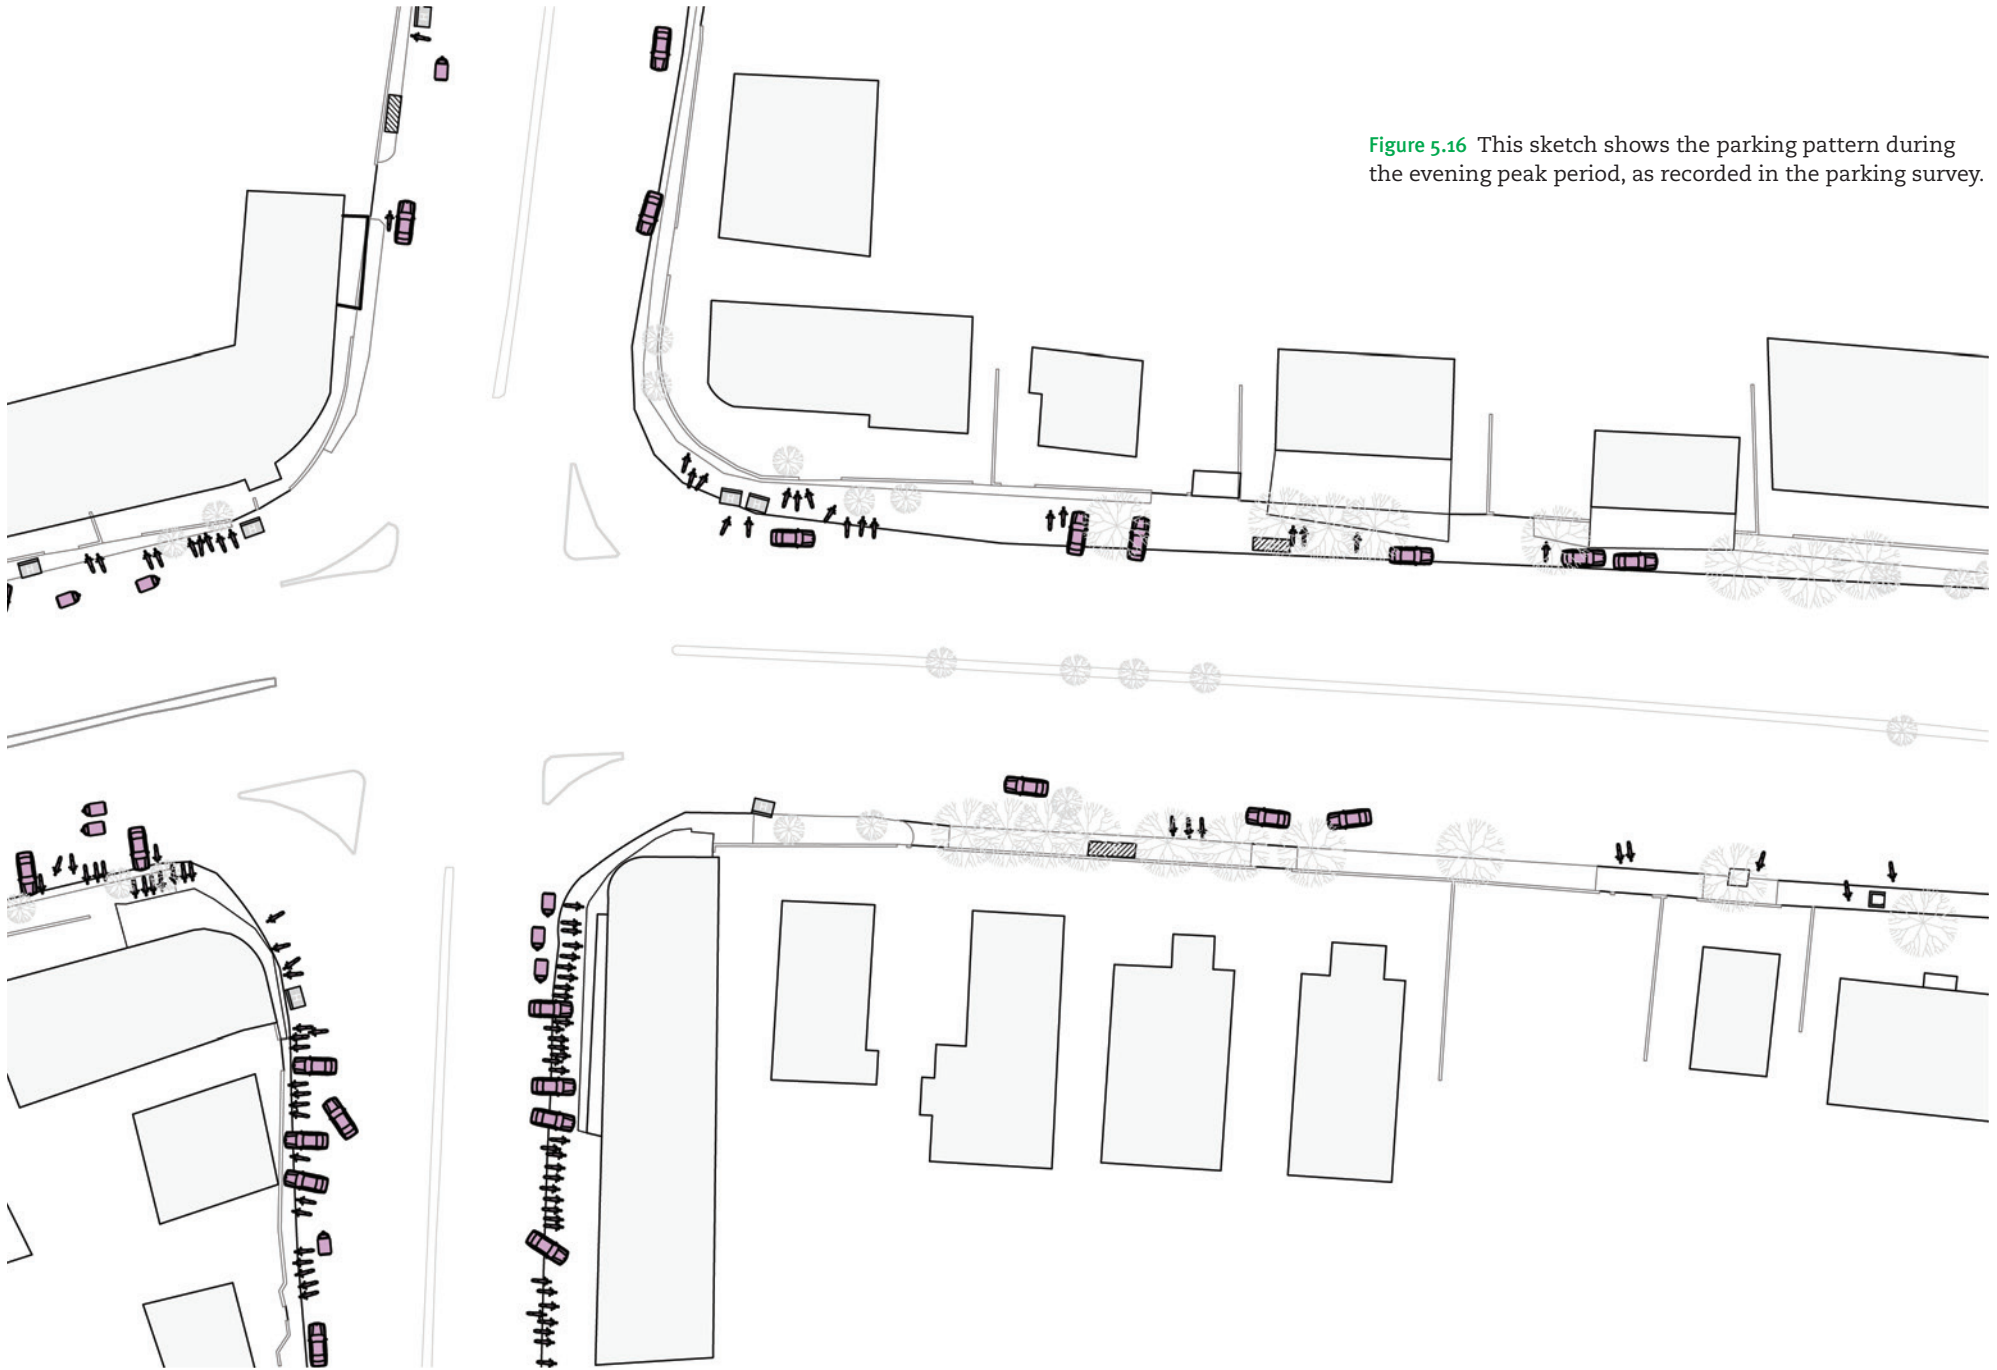 Figure 5.16 This sketch shows the parking pattern during
the evening peak period, as recorded in the parking survey.